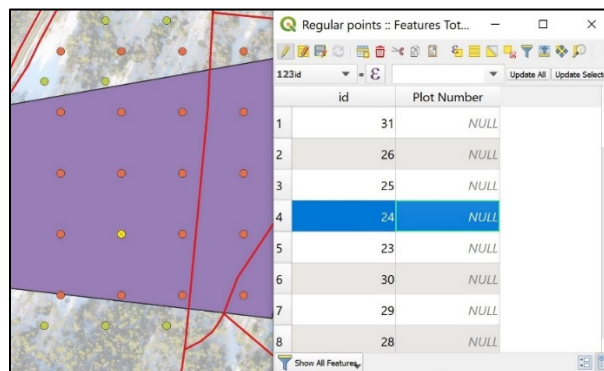 Regular points :: Features Tot...
123 id = ε Update All Update Select
id Plot Number
1 31 NULL
2 26 NULL
3 25 NULL
4 24 NULL
5 23 NULL
6 30 NULL
7 29 NULL
8 28 NULL
Show All Features